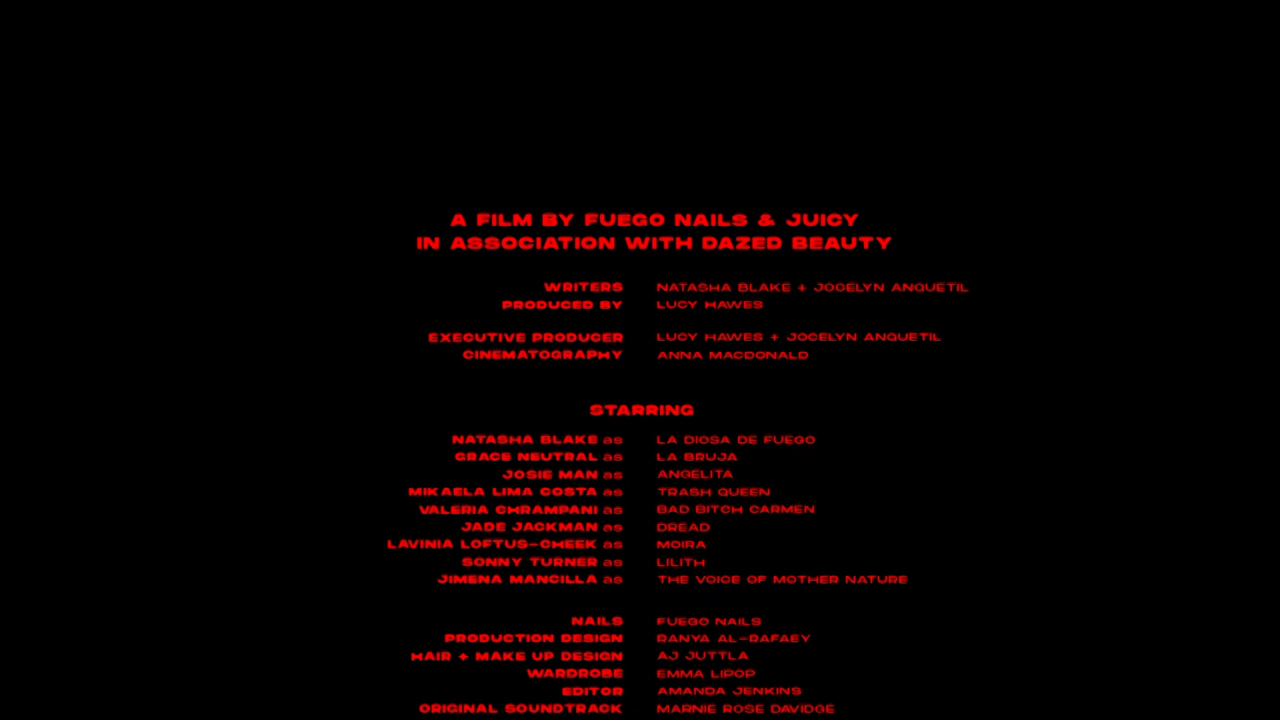 A FILM BY FUEGO NAILS & JUICY
IN ASSOCIATION WITH DAZED BEAUTY
WRITERS NATASHA BLAKE + JOCELYN ANQUETIL
PRODUCED BY LUCY HAWES
EXECUTIVE PRODUCER LUCY HAWES + JOCELYN ANQUETIL
CINEMATOGRAPHY ANNA MACDONALD
STARRING
NATASHA BLAKE as LA DIOSA DE FUEGO
GRACE NEUTRAL as LA BRUJA
JOSIE MAN as ANGELITA
MIKAELA LIMA COSTA as TRASH QUEEN
VALERIA CHRAMPANI as BAD BITCH CARMEN
JADE JACKMAN as DREAD
LAVINIA LOFTUS-CHEEK as MOIRA
SONNY TURNER as LILITH
JIMENA MANCILLA as THE VOICE OF MOTHER NATURE
NAILS FUEGO NAILS
PRODUCTION DESIGN RANYA AL-RAFAEY
HAIR + MAKE UP DESIGN AJ JUTTLA
WARDROBE EMMA LIPOP
EDITOR AMANDA JENKINS
ORIGINAL SOUNDTRACK MARNIE ROSE DAVIDGE